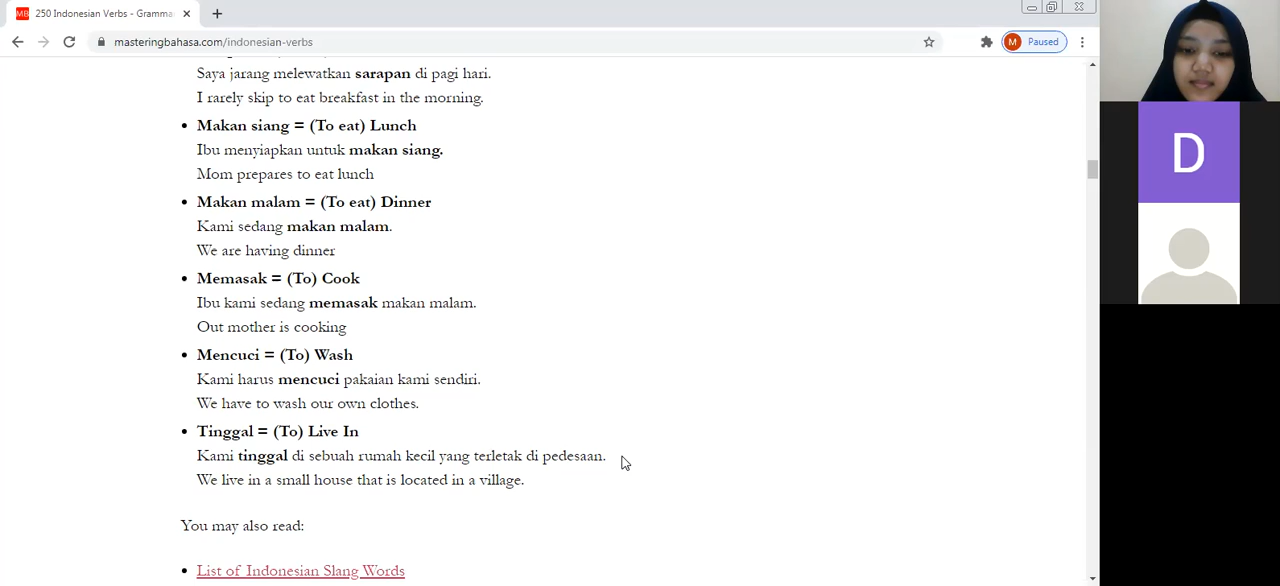 MB 250 Indonesian Verbs - Gramma
masteringbahasa.com/indonesian-verbs
M Paused
Saya jarang melewatkan sarapan di pagi hari.
I rarely skip to eat breakfast in the morning.
• Makan siang = (To eat) Lunch
Ibu menyiapkan untuk makan siang.
Mom prepares to eat lunch
• Makan malam = (To eat) Dinner
Kami sedang makan malam.
We are having dinner
• Memasak = (To) Cook
Ibu kami sedang memasak makan malam.
Out mother is cooking
• Mencuci = (To) Wash
Kami harus mencuci pakaian kami sendiri.
We have to wash our own clothes.
• Tinggal = (To) Live In
Kami tinggal di sebuah rumah kecil yang terletak di pedesaan.
We live in a small house that is located in a village.
You may also read:
• List of Indonesian Slang Words
D